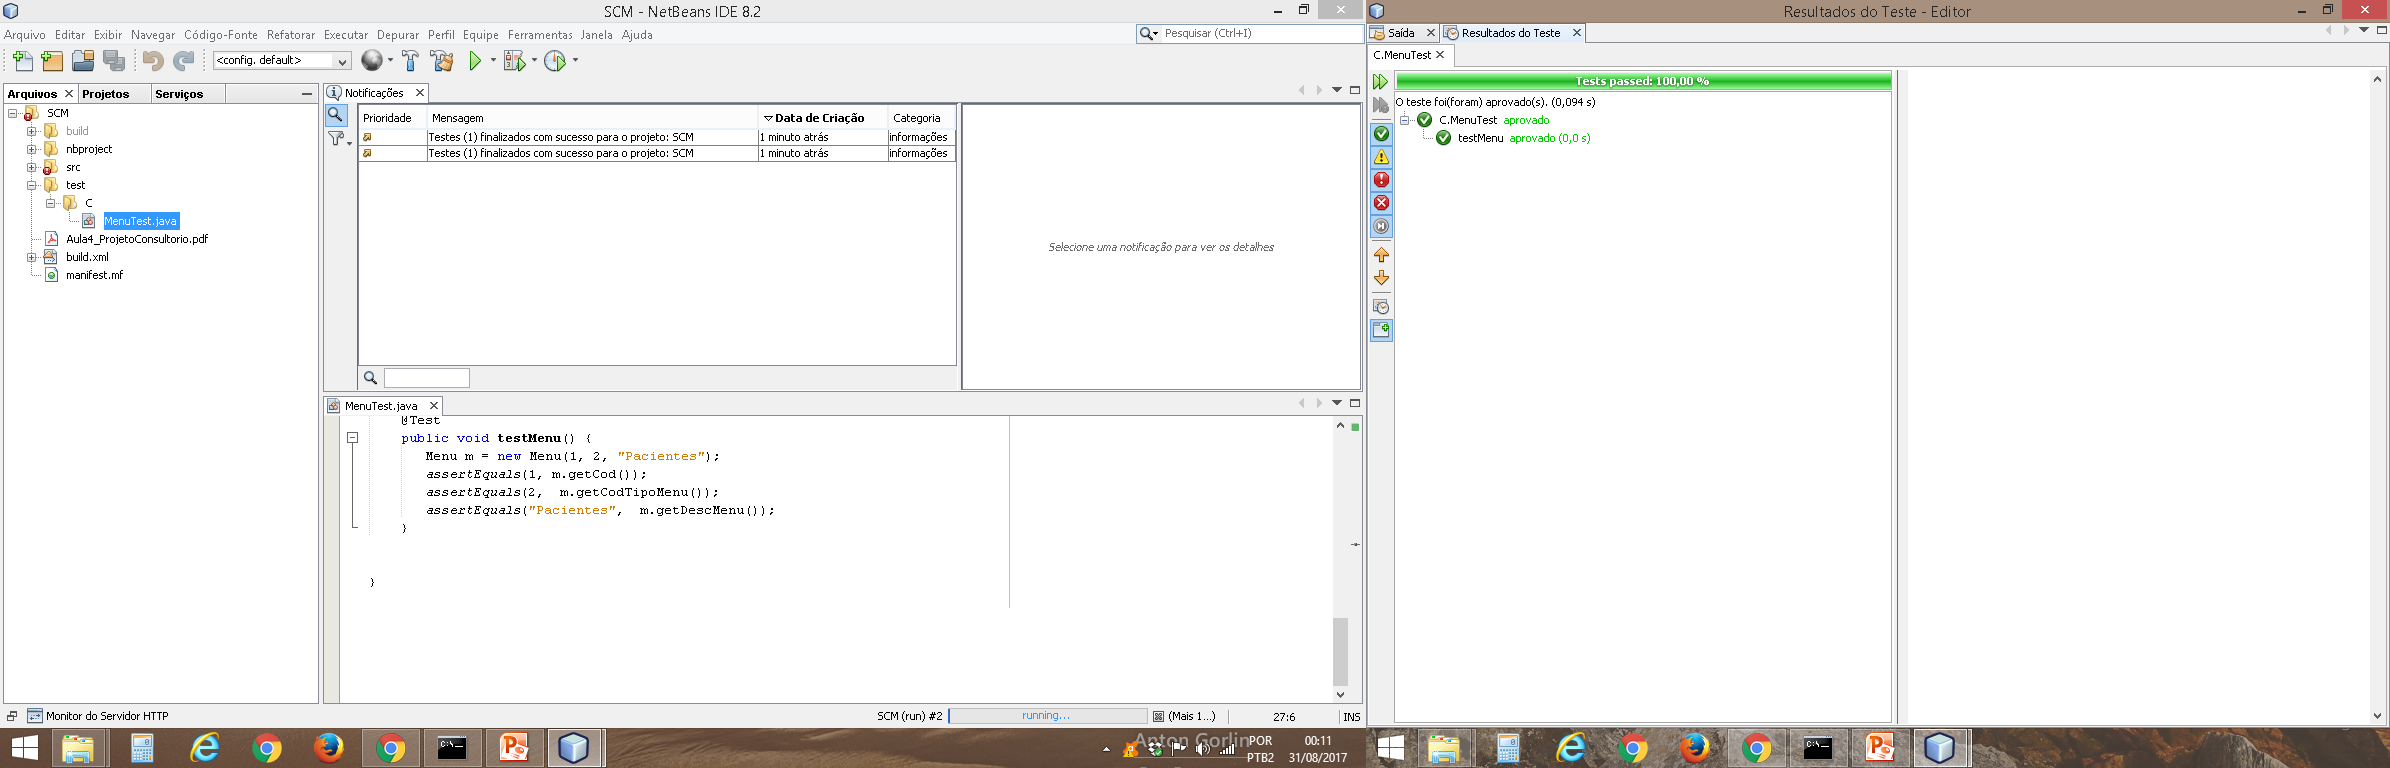 SCM - NetBeans IDE 8.2
Arquivo Editar Exibir Navegar Código-Fonte Refatorar Executar Depurar Perfil Equipe Ferramentas Janela Ajuda
Pesquisar (Ctrl+I)
<config. default>
Arquivos Projetos Serviços
SCM
build
nbproject
src
test
C
MenuTest.java
Aula4_ProjetoConsultorio.pdf
build.xml
manifest.mf
Notificações
Prioridade Mensagem Data de Criação Categoria
Testes (1) finalizados com sucesso para o projeto: SCM 1 minuto atrás informações
Testes (1) finalizados com sucesso para o projeto: SCM 1 minuto atrás informações
Selecione uma notificação para ver os detalhes
MenuTest.java
@Test
public void testMenu() {
Menu m = new Menu(1, 2, "Pacientes");
assertEquals(1, m.getCod());
assertEquals(2,  m.getCodTipoMenu());
assertEquals("Pacientes",  m.getDescMenu());
}
}
Monitor do Servidor HTTP
SCM (run) #2 running... (Mais 1...) 27:6 INS
Anton Gorlin
POR 00:11
PTB2 31/08/2017
Resultados do Teste - Editor
Saída Resultados do Teste
C.MenuTest
Tests passed: 100,00 %
O teste foi(foram) aprovado(s). (0,094 s)
C.MenuTest aprovado
testMenu aprovado (0,0 s)